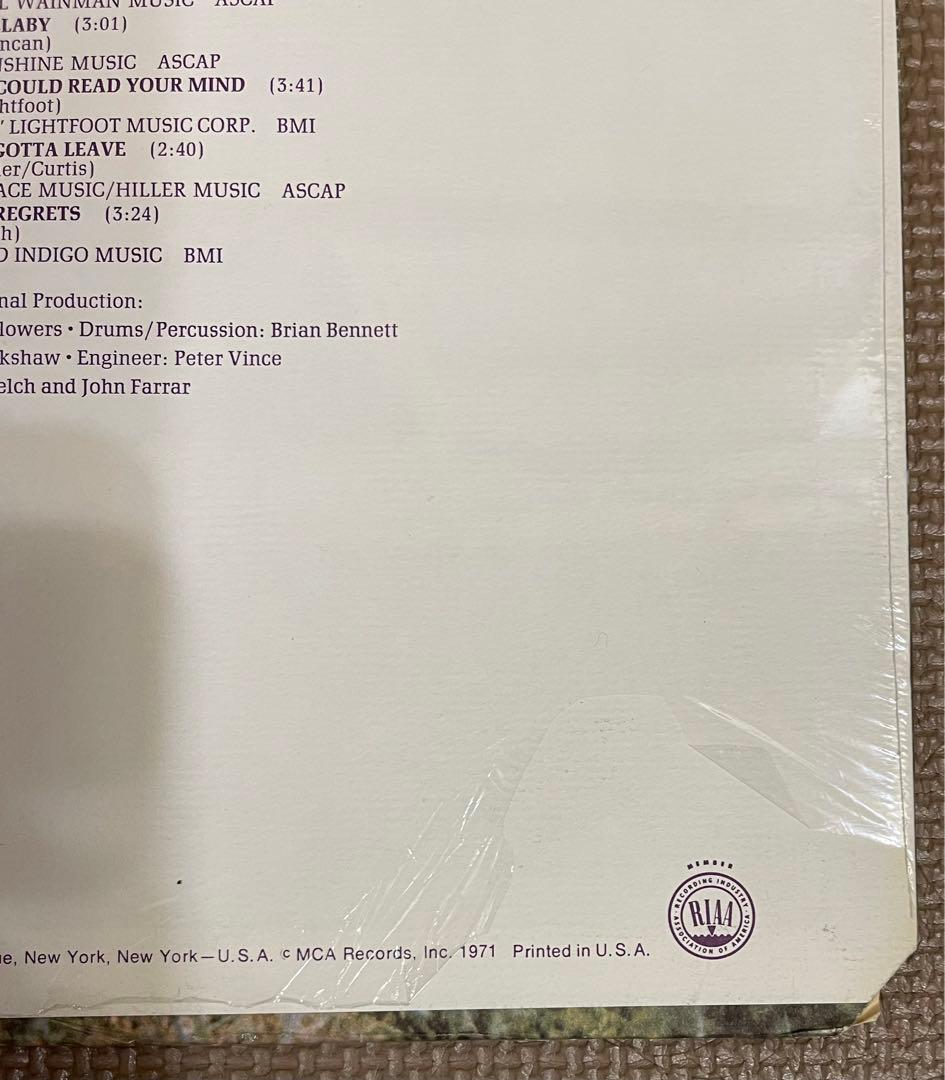 L WAINMAN MUSIC ASCAP
LABY (3:01)
ncan)
NSHINE MUSIC ASCAP
COULD READ YOUR MIND (3:41)
htfoot)
' LIGHTFOOT MUSIC CORP. BMI
GOTTA LEAVE (2:40)
er/Curtis)
ACE MUSIC/HILLER MUSIC ASCAP
REGRETS (3:24)
h)
D INDIGO MUSIC BMI
nal Production:
lowers • Drums/Percussion: Brian Bennett
kshaw • Engineer: Peter Vince
elch and John Farrar
MEMBER
RECORDING INDUSTRY
RIAA
ASSOCIATION OF AMERICA
ue, New York, New York—U.S.A. © MCA Records, Inc. 1971 Printed in U.S.A.